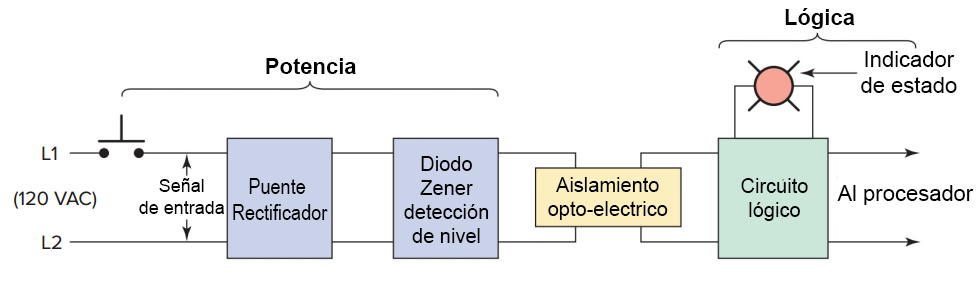 Lógica
Indicador
de estado
Potencia
L1
(120 VAC)
L2
Señal
de entrada
Puente
Rectificador
Diodo
Zener
detección
de nivel
Aislamiento
opto-electrico
Circuito
lógico
Al procesador